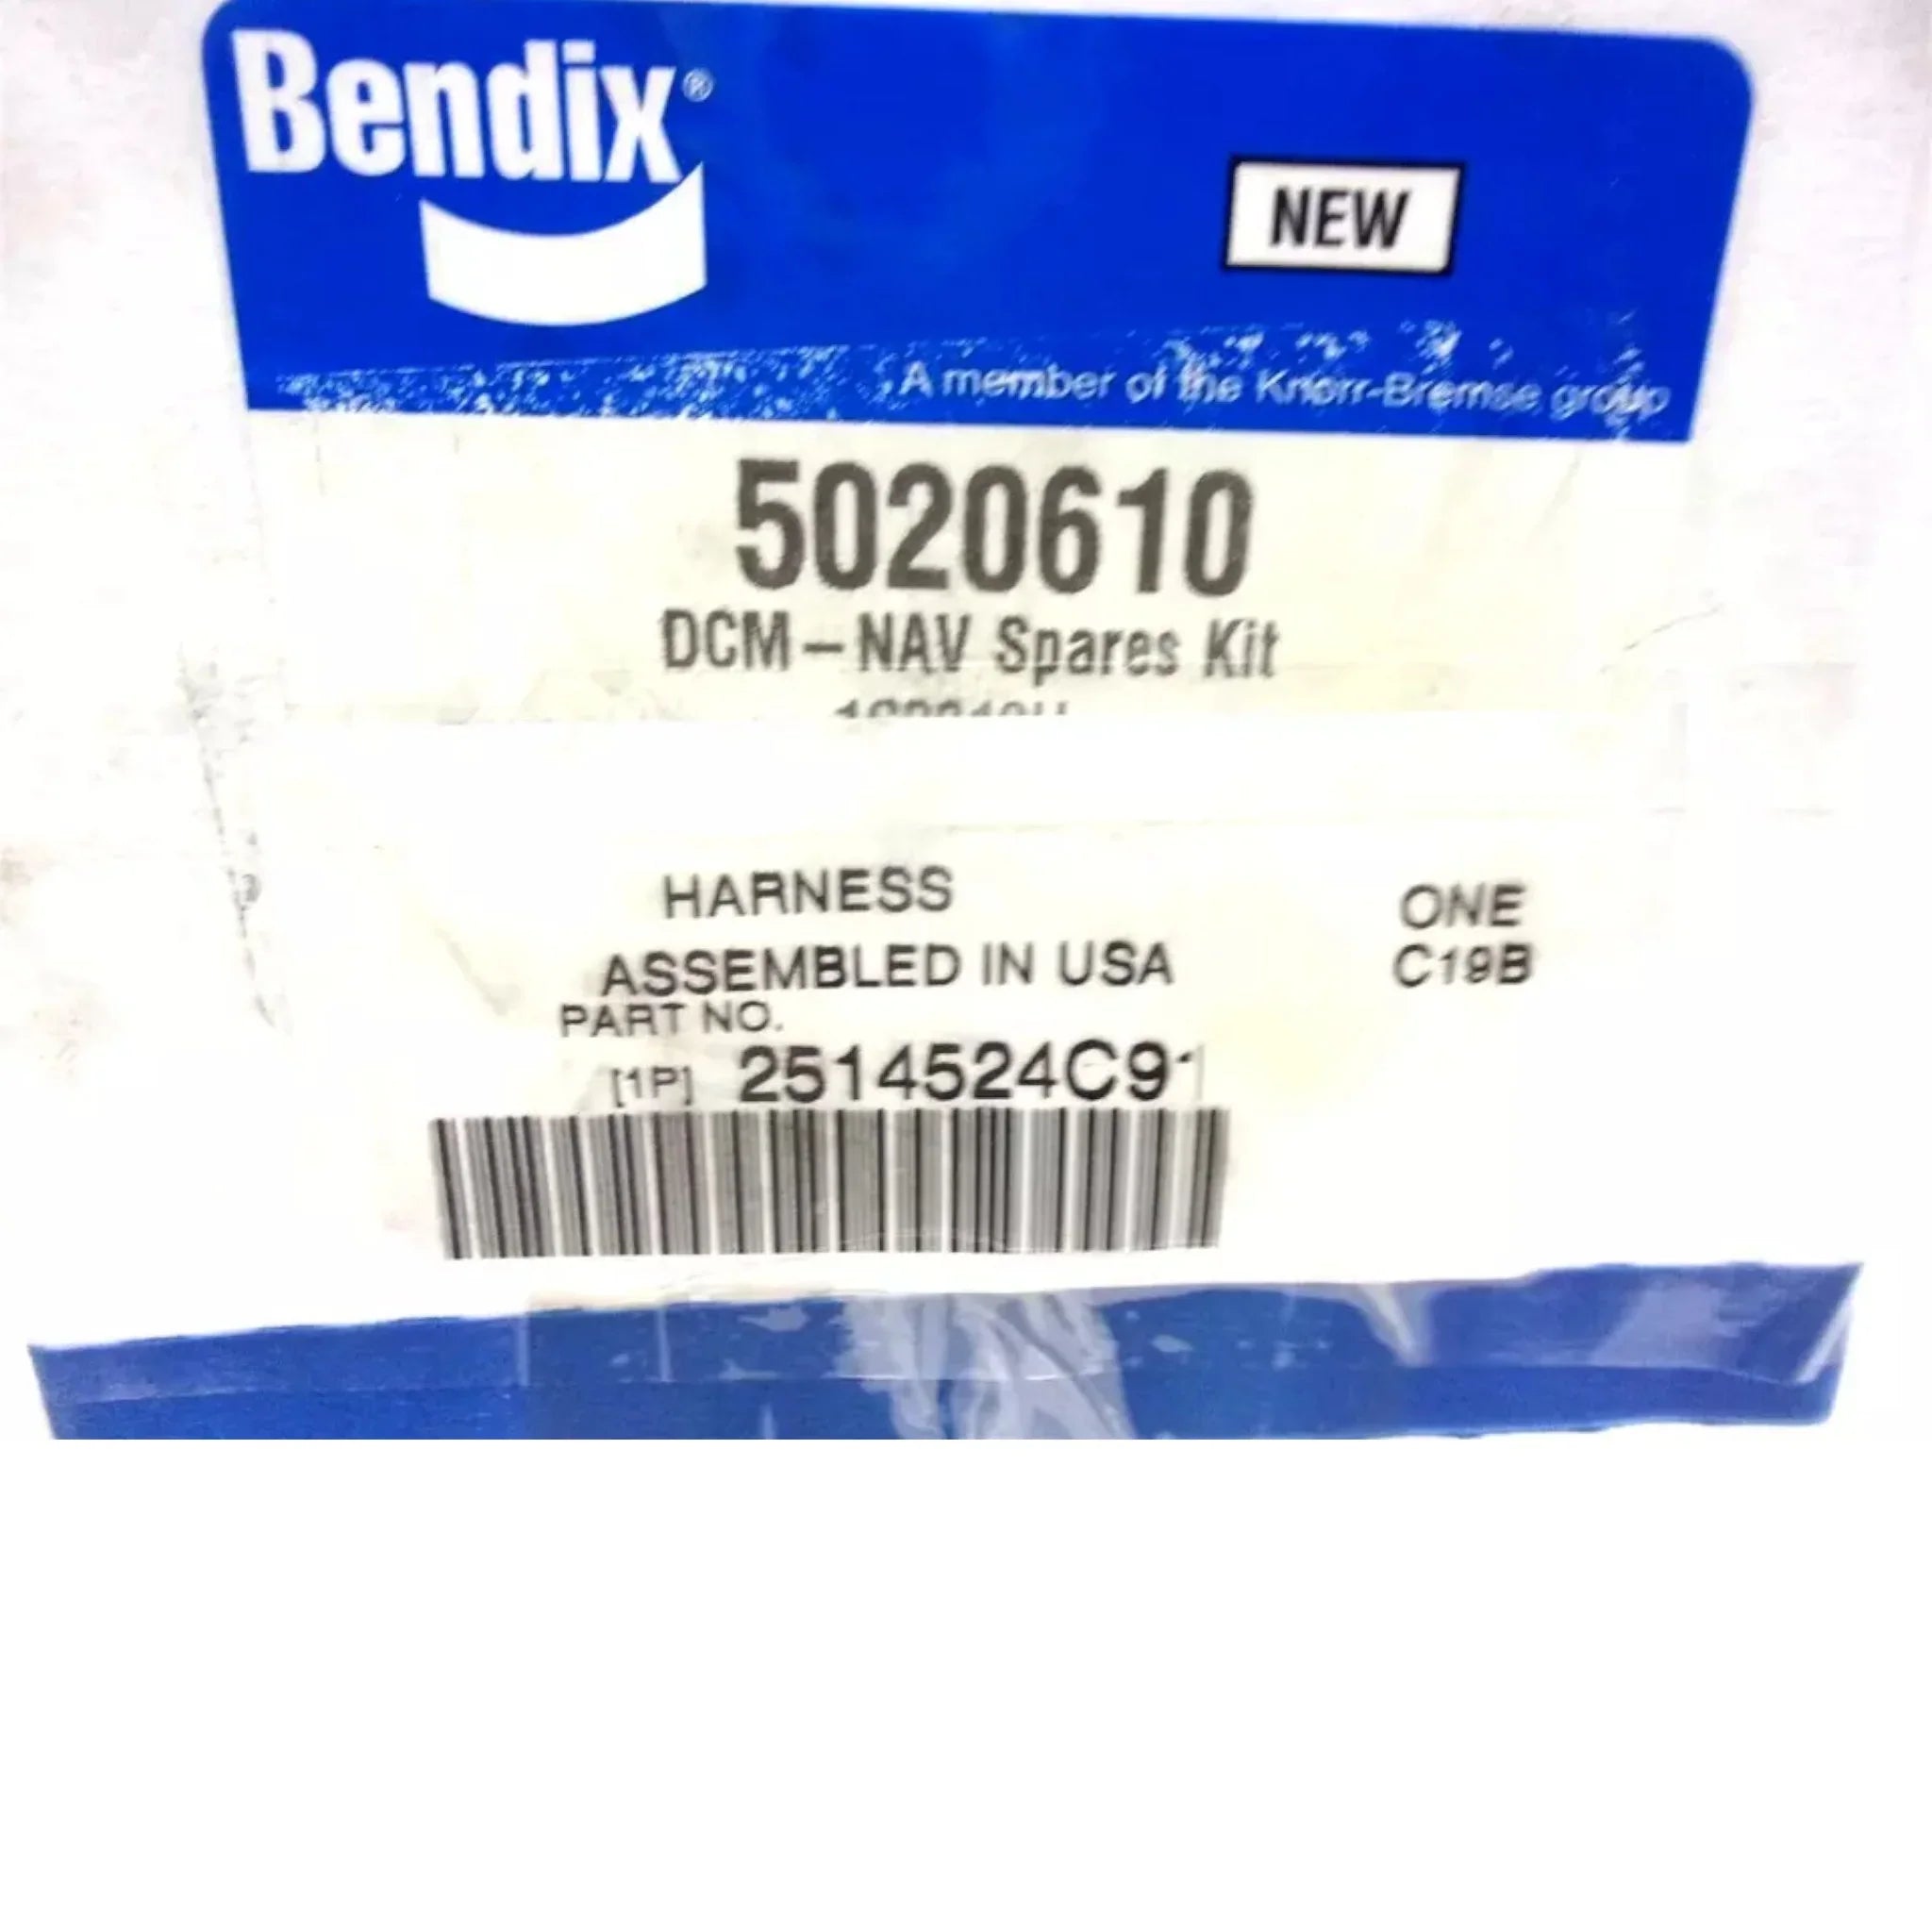 Bendix®
NEW
A member of the Knorr-Bremse group
5020610
DCM – NAV Spares Kit
HARNESS
ONE
ASSEMBLED IN USA
C19B
PART NO.
[1P] 2514524C91